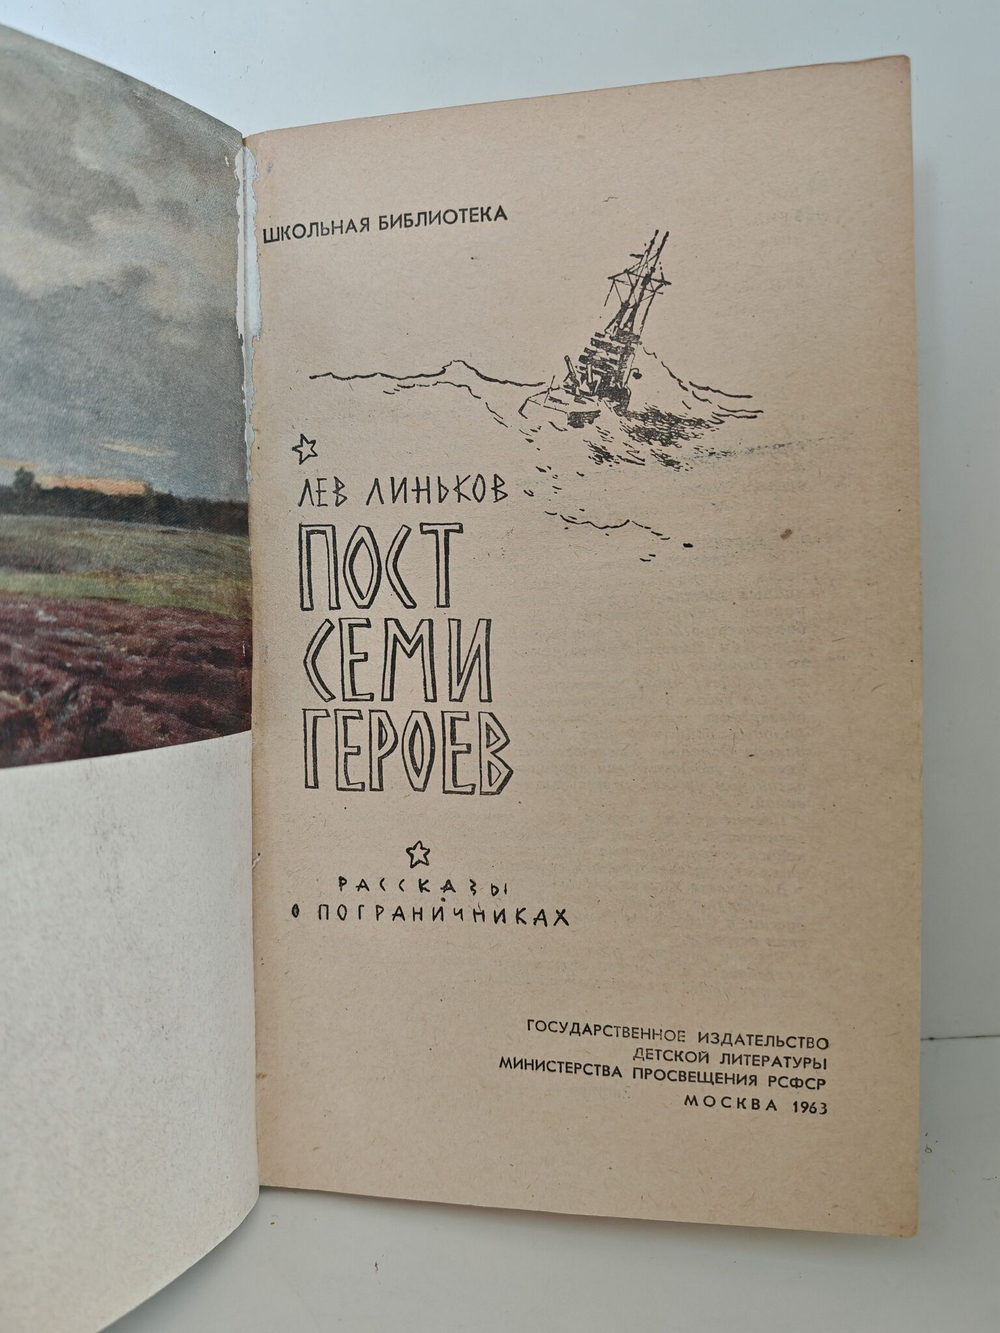 ШКОЛЬНАЯ БИБЛИОТЕКА
ЛЕВ ЛИНЬКОВ
ПОСТ
СЕМИ
ГЕРОЕВ
РАССКАЗЫ
О ПОГРАНИЧНИКАХ
ГОСУДАРСТВЕННОЕ ИЗДАТЕЛЬСТВО
ДЕТСКОЙ ЛИТЕРАТУРЫ
МИНИСТЕРСТВА ПРОСВЕЩЕНИЯ РСФСР
МОСКВА 1963